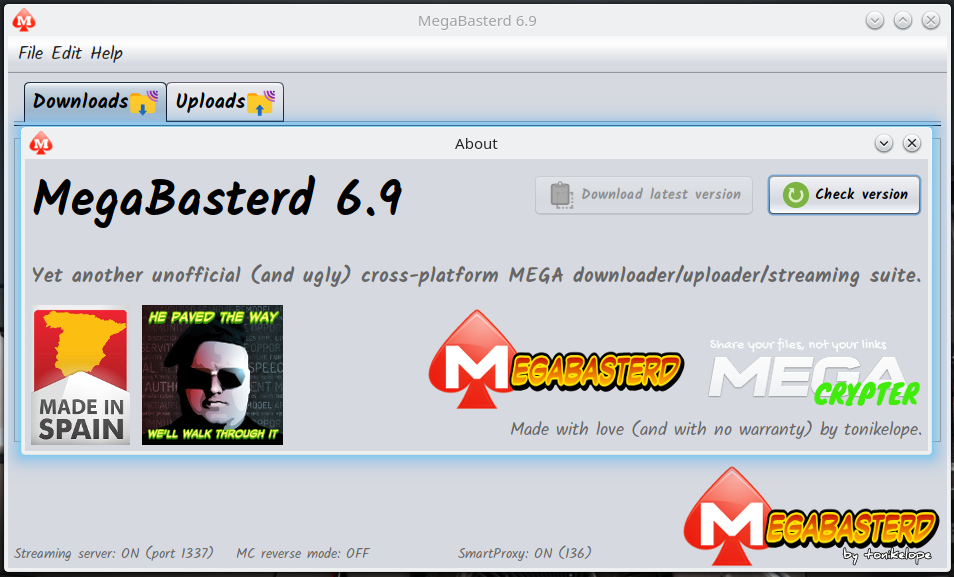 MegaBasterd 6.9
File Edit Help
Downloads Uploads
About
MegaBasterd 6.9
Download latest version
Check version
Yet another unofficial (and ugly) cross-platform MEGA downloader/uploader/streaming suite.
MADE IN
SPAIN
HE PAVED THE WAY
WE'LL WALK THROUGH IT
MEGABASTERD
Share your files, not your links
MEGA
CRYPTER
Made with love (and with no warranty) by tonikelope.
MEGABASTERD
by tonikelope
Streaming server: ON (port 1337) MC reverse mode: OFF SmartProxy: ON (136)